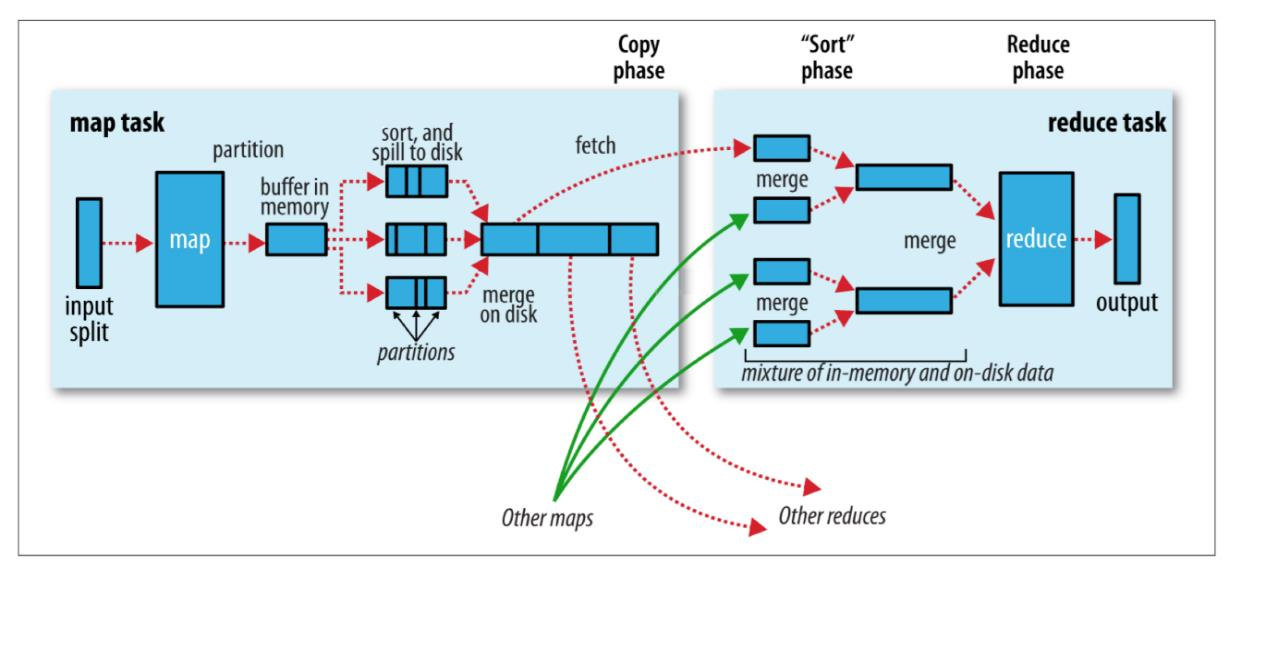 Copy
phase
“Sort”
phase
Reduce
phase
map task
reduce task
partition
sort, and
spill to disk
fetch
buffer in
memory
map
merge
merge
reduce
input
split
merge
on disk
merge
output
partitions
mixture of in-memory and on-disk data
Other maps
Other reduces